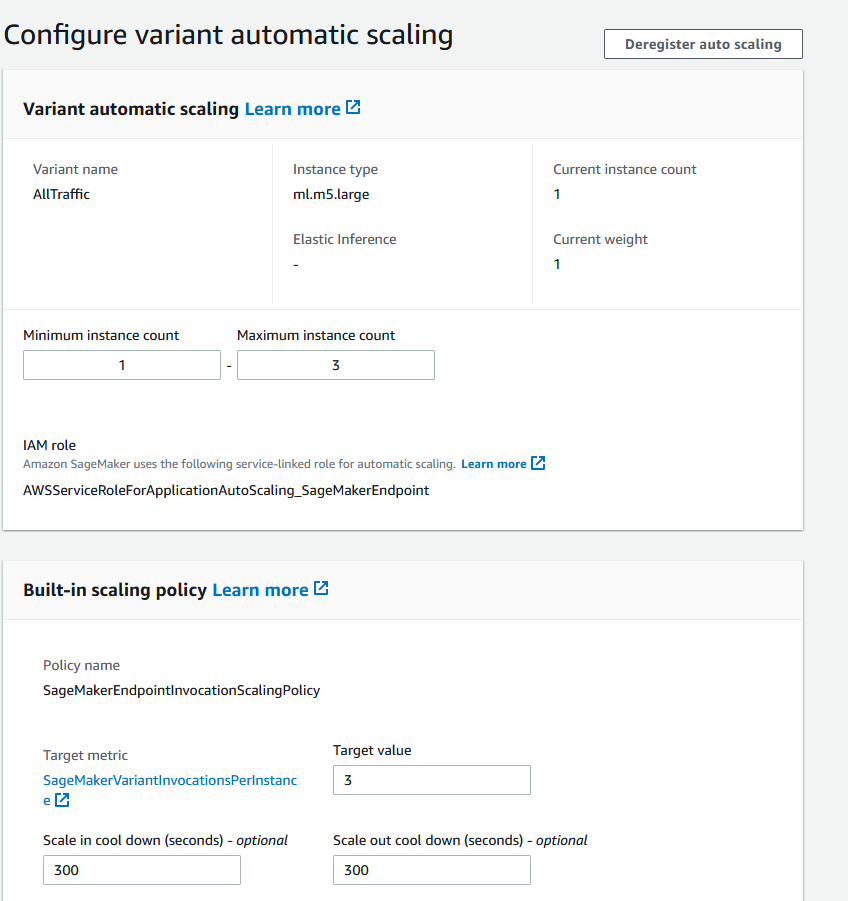 Configure variant automatic scaling
Deregister auto scaling
Variant automatic scaling Learn more
Variant name
AllTraffic
Instance type
ml.m5.large
Elastic Inference
-
Current instance count
1
Current weight
1
Minimum instance count
Maximum instance count
1 - 3
IAM role
Amazon SageMaker uses the following service-linked role for automatic scaling. Learn more
AWSServiceRoleForApplicationAutoScaling_SageMakerEndpoint
Built-in scaling policy Learn more
Policy name
SageMakerEndpointInvocationScalingPolicy
Target metric
SageMakerVariantInvocationsPerInstanc
e
Target value
3
Scale in cool down (seconds) - optional
300
Scale out cool down (seconds) - optional
300